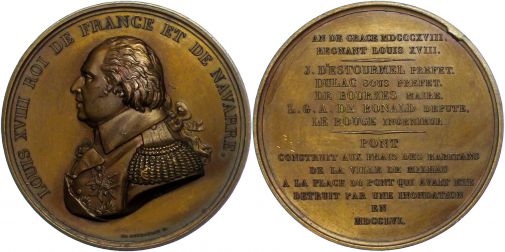 LOUIS XVIII ROI DE FRANCE ET DE NAVARRE.
AN DE GRACE MDCCCXVIII.
REGNANT LOUIS XVIII.
J. D'ESTOURMEL PREFET.
DULAC SOUS PREFET.
DE BOURZES MAIRE.
L. G. A. DE BONALD DEPUTE.
LE ROUGE INGENIEUR
PONT
CONSTRUIT AUX FRAIS DES HABITANS
DE LA VILLE DE MILHAU
A LA PLACE DU PONT QUI AVAIT ETE
DETRUIT PAR UNE INONDATION
EN
MDCCLVI.